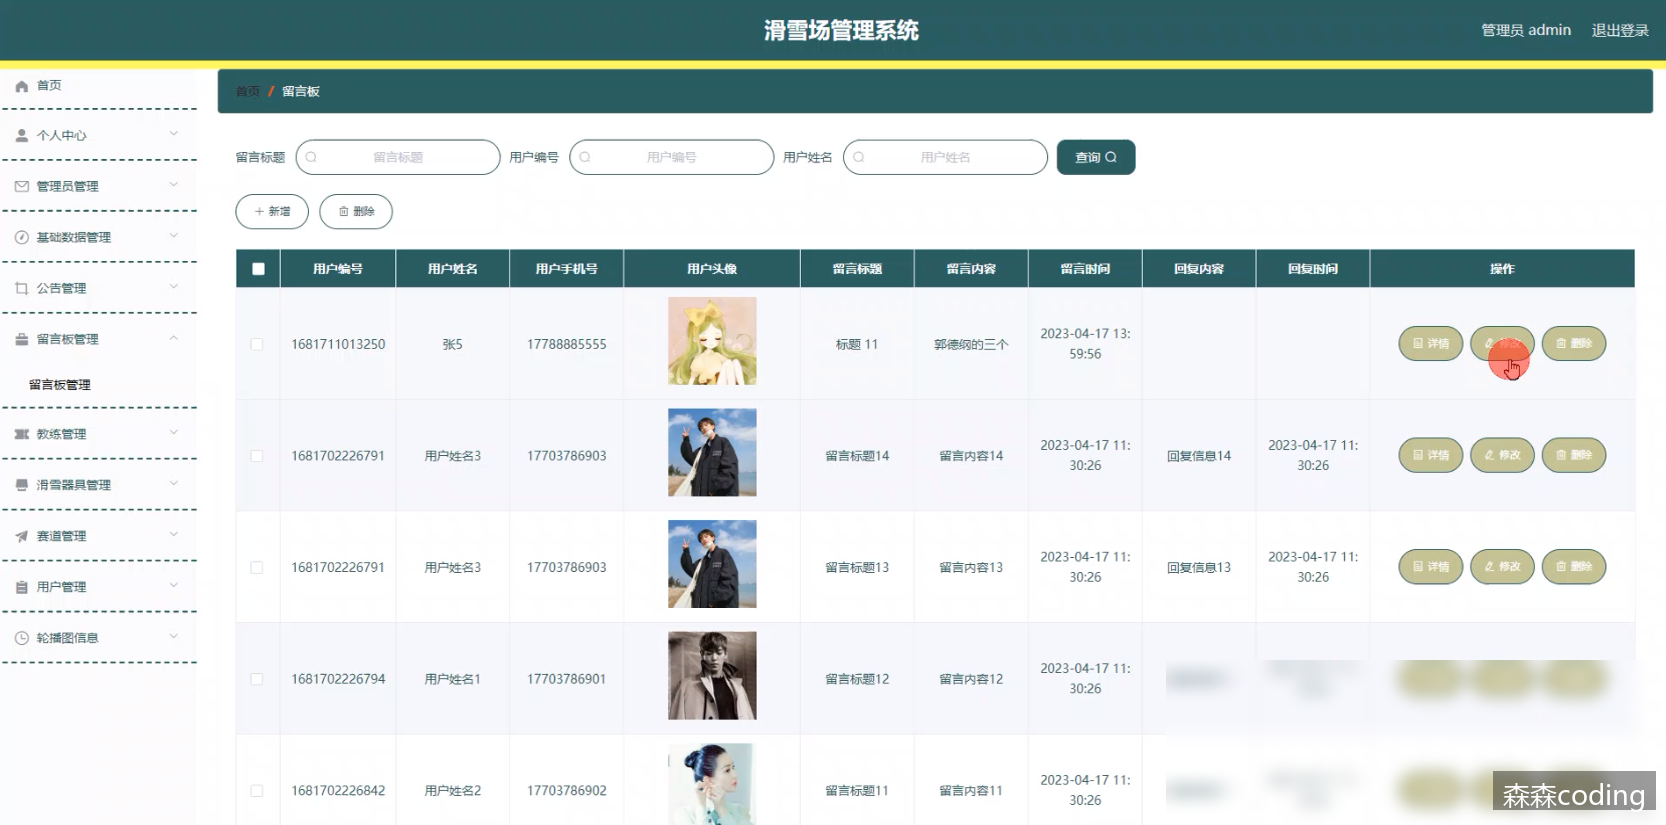 滑雪场管理系统
管理员 admin
退出登录
首页
个人中心
管理员管理
基础数据管理
公告管理
留言板管理
留言板管理
教练管理
滑雪器具管理
赛道管理
用户管理
轮播图信息
首页 / 留言板
留言标题 留言标题 用户编号 用户编号 用户姓名 用户姓名 查询
新增 删除
用户编号 用户姓名 用户手机号 用户头像 留言标题 留言内容 留言时间 回复内容 回复时间 操作
1681711013250 张5 17788885555 标题 11 郭德纲的三个 2023-04-17 13:
59:56
详情 修改 删除
1681702226791 用户姓名3 17703786903 留言标题14 留言内容14 2023-04-17 11:
30:26
回复信息14 2023-04-17 11:
30:26
详情 修改 删除
1681702226791 用户姓名3 17703786903 留言标题13 留言内容13 2023-04-17 11:
30:26
回复信息13 2023-04-17 11:
30:26
详情 修改 删除
1681702226794 用户姓名1 17703786901 留言标题12 留言内容12 2023-04-17 11:
30:26
1681702226842 用户姓名2 17703786902 留言标题11 留言内容11 2023-04-17 11:
30:26
森森coding